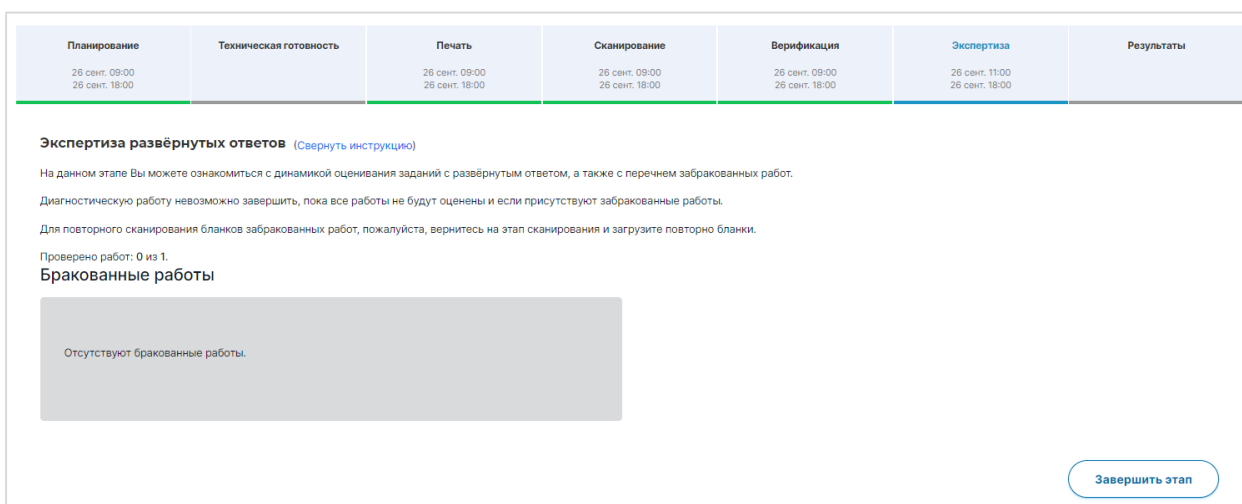 Планирование
26 сент. 09:00
26 сент. 18:00
Техническая готовность
Печать
26 сент. 09:00
26 сент. 18:00
Сканирование
26 сент. 09:00
26 сент. 18:00
Верификация
26 сент. 09:00
26 сент. 18:00
Экспертиза
26 сент. 11:00
26 сент. 18:00
Результаты
Экспертиза развёрнутых ответов (Свернуть инструкцию)
На данном этапе Вы можете ознакомиться с динамикой оценивания заданий с развёрнутым ответом, а также с перечнем забракованных работ.
Диагностическую работу невозможно завершить, пока все работы не будут оценены и если присутствуют забракованные работы.
Для повторного сканирования бланков забракованных работ, пожалуйста, вернитесь на этап сканирования и загрузите повторно бланки.
Проверено работ: 0 из 1.
Бракованные работы
Отсутствуют бракованные работы.
Завершить этап